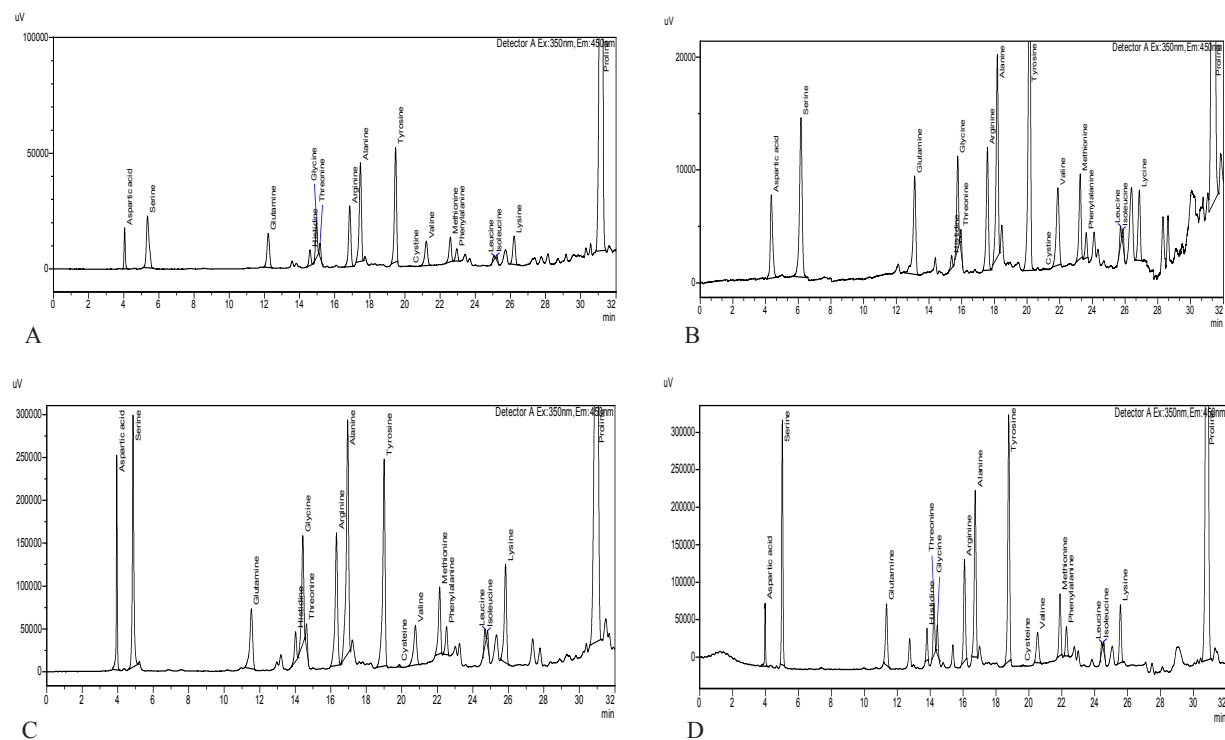 uV
100000
50000
0
Detector A Ex:350nm,Em:450nm
Aspartic acid
Serine
Glutamine
Histidine
Glycine
Threonine
Arginine
Alanine
Tyrosine
Cystine
Valine
Methionine
Phenylalanine
Leucine
Isoleucine
Lysine
Proline
0 2 4 6 8 10 12 14 16 18 20 22 24 26 28 30 32
min
A
uV
20000
10000
0
Detector A Ex:350nm,Em:450nm
Aspartic acid
Serine
Glutamine
Histidine
Glycine
Threonine
Arginine
Alanine
Tyrosine
Cystine
Valine
Methionine
Phenylalanine
Leucine
Isoleucine
Lycine
Proline
0 2 4 6 8 10 12 14 16 18 20 22 24 26 28 30 32
min
B
uV
300000
250000
200000
150000
100000
50000
0
Detector A Ex:350nm,Em:450nm
Aspartic acid
Serine
Glutamine
Histidine
Glycine
Threonine
Arginine
Alanine
Tyrosine
Cysteine
Valine
Methionine
Phenylalanine
Leucine
Isoleucine
Lysine
Proline
0 2 4 6 8 10 12 14 16 18 20 22 24 26 28 30 32
min
C
uV
300000
250000
200000
150000
100000
50000
0
Detector A Ex:350nm,Em:450nm
Aspartic acid
Serine
Glutamine
Histidine
Threonine
Glycine
Arginine
Alanine
Tyrosine
Cysteine
Valine
Methionine
Phenylalanine
Leucine
Isoleucine
Lysine
Proline
0 2 4 6 8 10 12 14 16 18 20 22 24 26 28 30 32
min
D